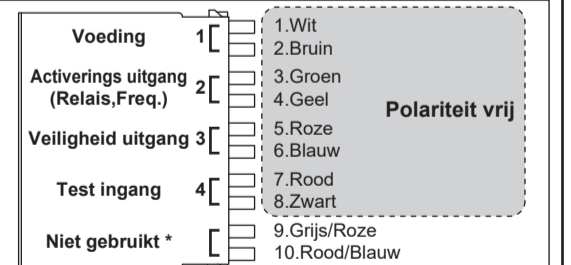 Voeding 1
1.Wit
2.Bruin
Activerings uitgang
(Relais,Freq.) 2
3.Groen
4.Geel
Polariteit vrij
Veiligheid uitgang 3
5.Roze
6.Blauw
Test ingang 4
7.Rood
8.Zwart
Niet gebruikt *
9.Grijs/Roze
10.Rood/Blauw